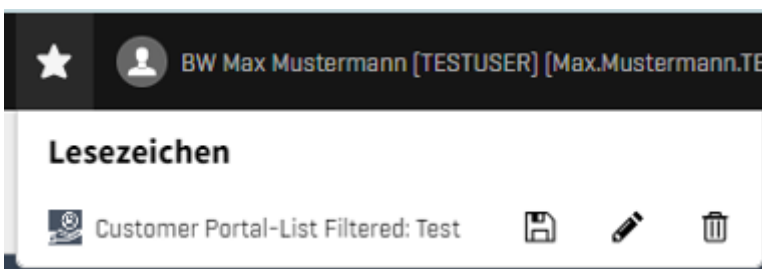 BW Max Mustermann [TESTUSER] [Max.Mustermann.TE
Lesezeichen
Customer Portal-List Filtered: Test